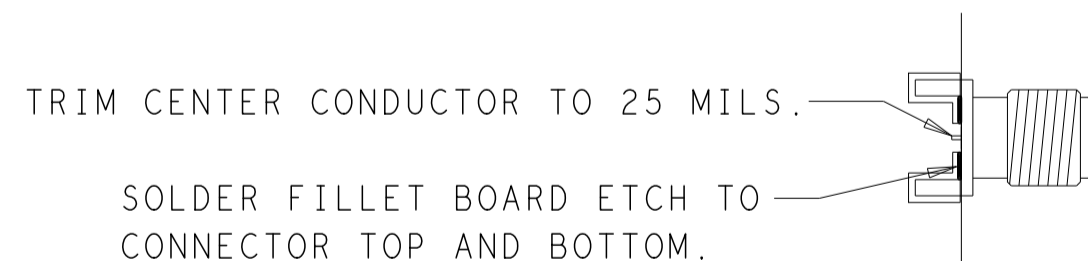 TRIM CENTER CONDUCTOR TO 25 MILS.
SOLDER FILLET BOARD ETCH TO
CONNECTOR TOP AND BOTTOM.